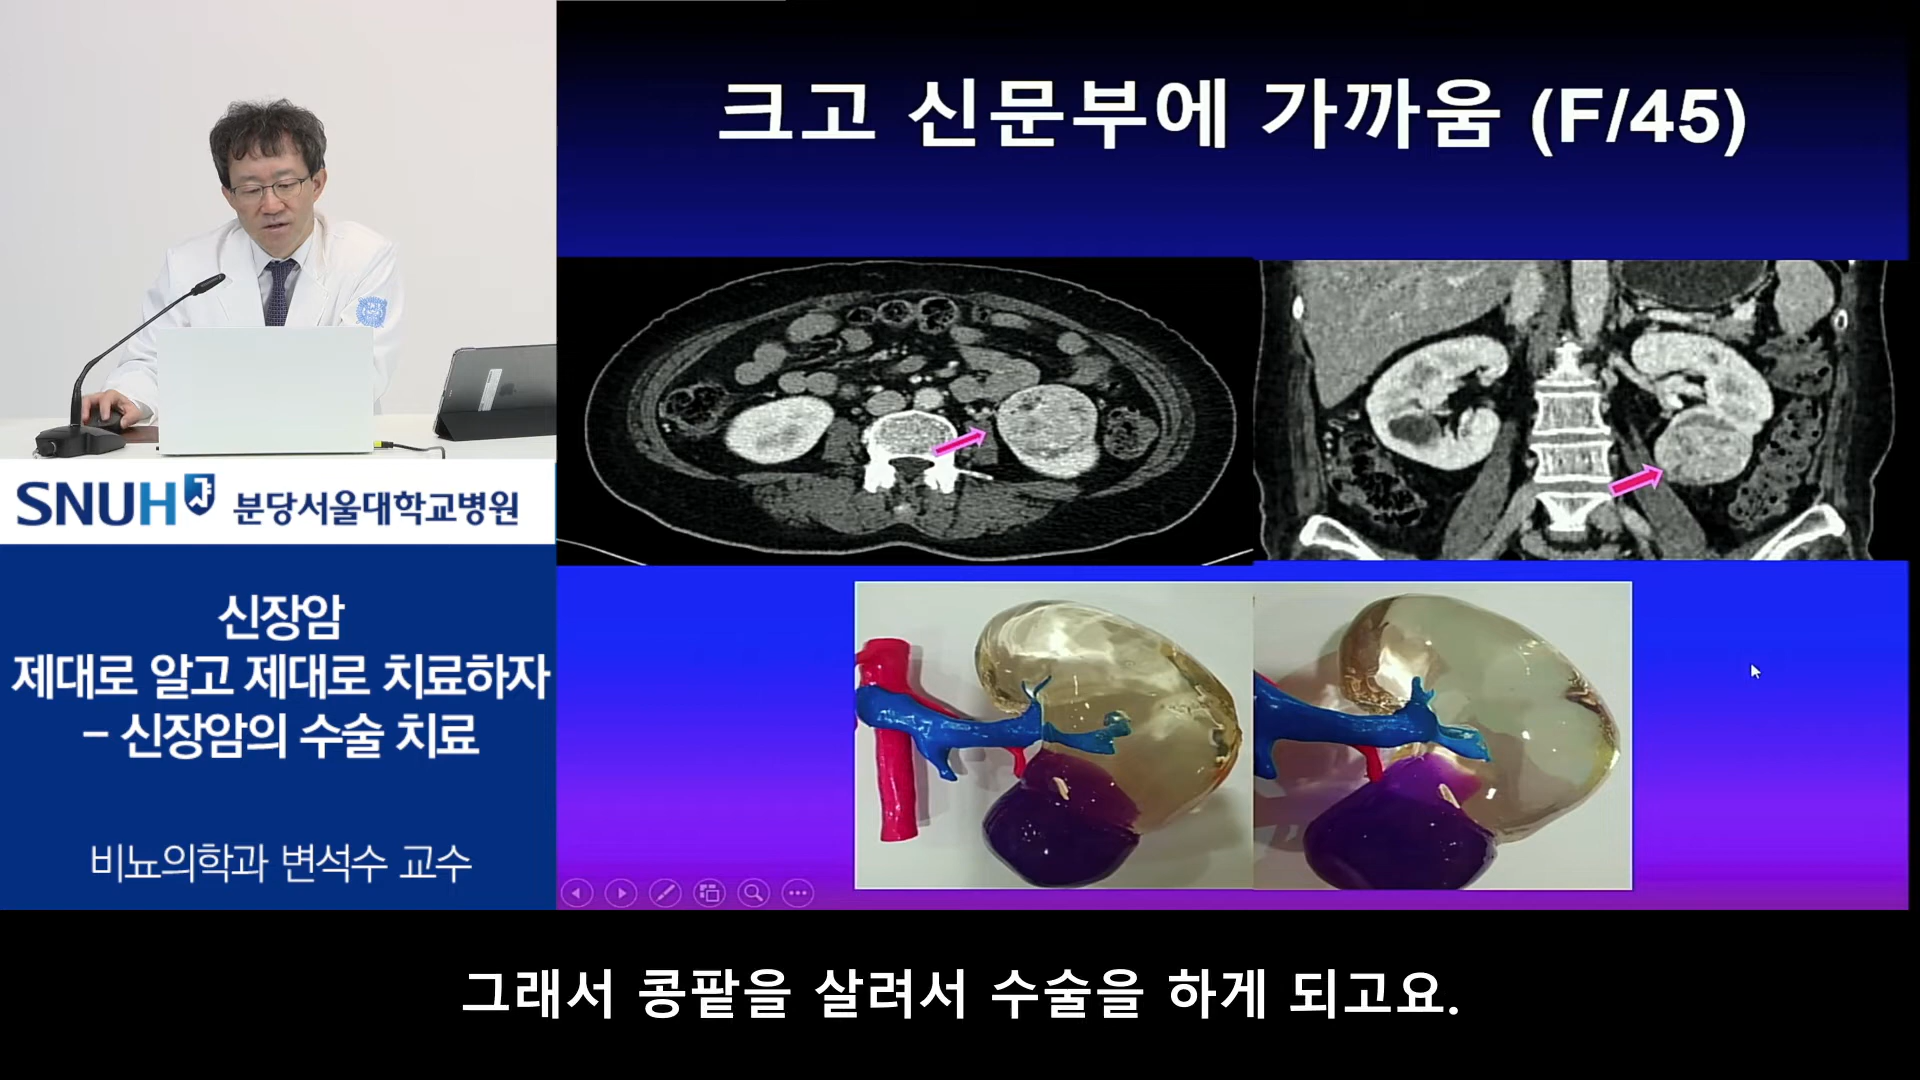 크고 신문부에 가까움 (F/45)
SNUH 분당서울대학교병원
신장암
제대로 알고 제대로 치료하자
- 신장암의 수술 치료
비뇨의학과 변석수 교수
그래서 콩팥을 살려서 수술을 하게 되고요.